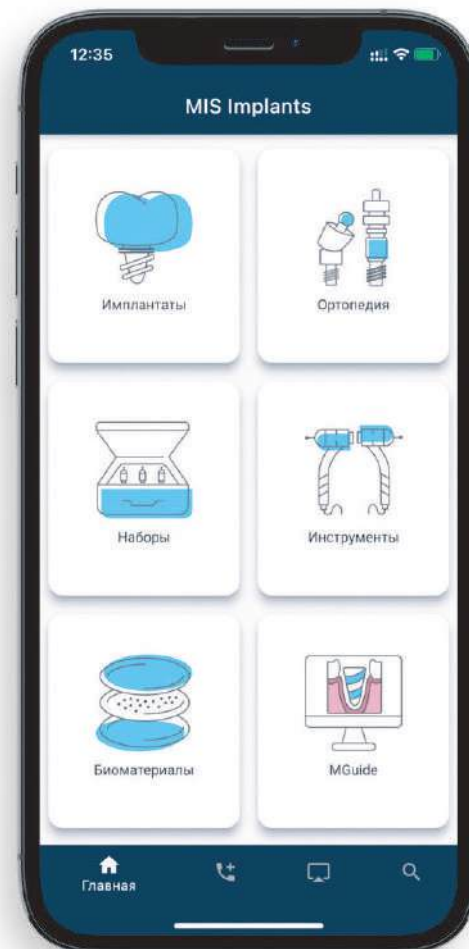 12:35
MIS Implants
Имплантаты
Ортопедия
Наборы
Инструменты
Биоматериалы
MGuide
Главная